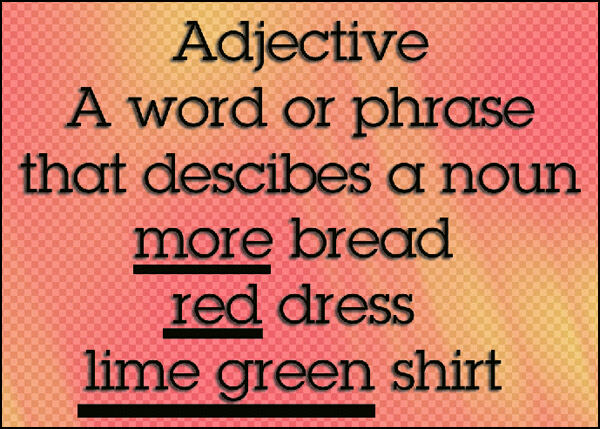 Adjective
A word or phrase
that descibes a noun
more bread
red dress
lime green shirt